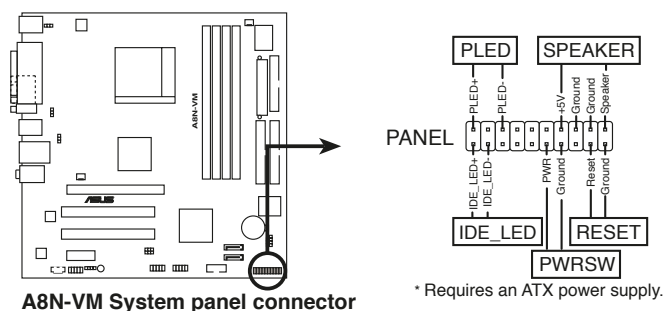 PLED
SPEAKER
PLED+
PLED-
+5V
Ground
Ground
Speaker
A8N-VM
PANEL
IDE_LED+
IDE_LED-
PWR
Ground
Reset
Ground
ASUS
IDE_LED
RESET
PWRSW
* Requires an ATX power supply.
A8N-VM System panel connector